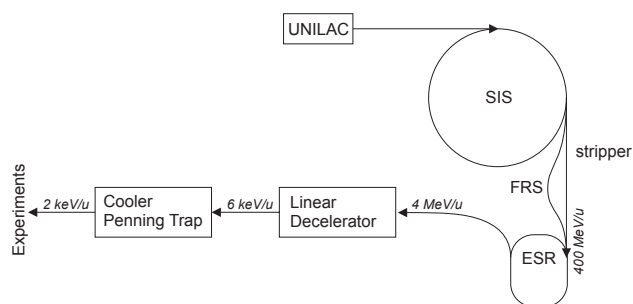 UNILAC
SIS
stripper
FRS
400 MeV/u
ESR
4 MeV/u
Linear
Decelerator
6 keV/u
Cooler
Penning Trap
2 keV/u
Experiments